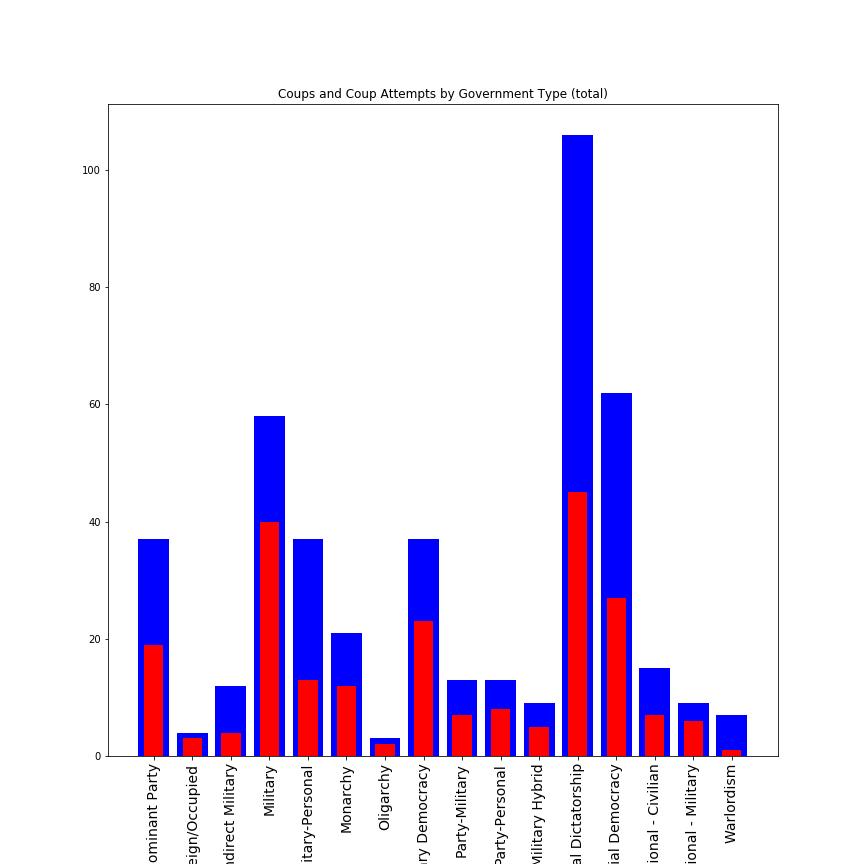 Coups and Coup Attempts by Government Type (total)
100
80
60
40
20
0
ominant Party
eign/Occupied
ndirect Military
Military
itary-Personal
Monarchy
Oligarchy
ry Democracy
Party-Military
Party-Personal
Military Hybrid
al Dictatorship
ial Democracy
ional - Civilian
ional - Military
Warlordism